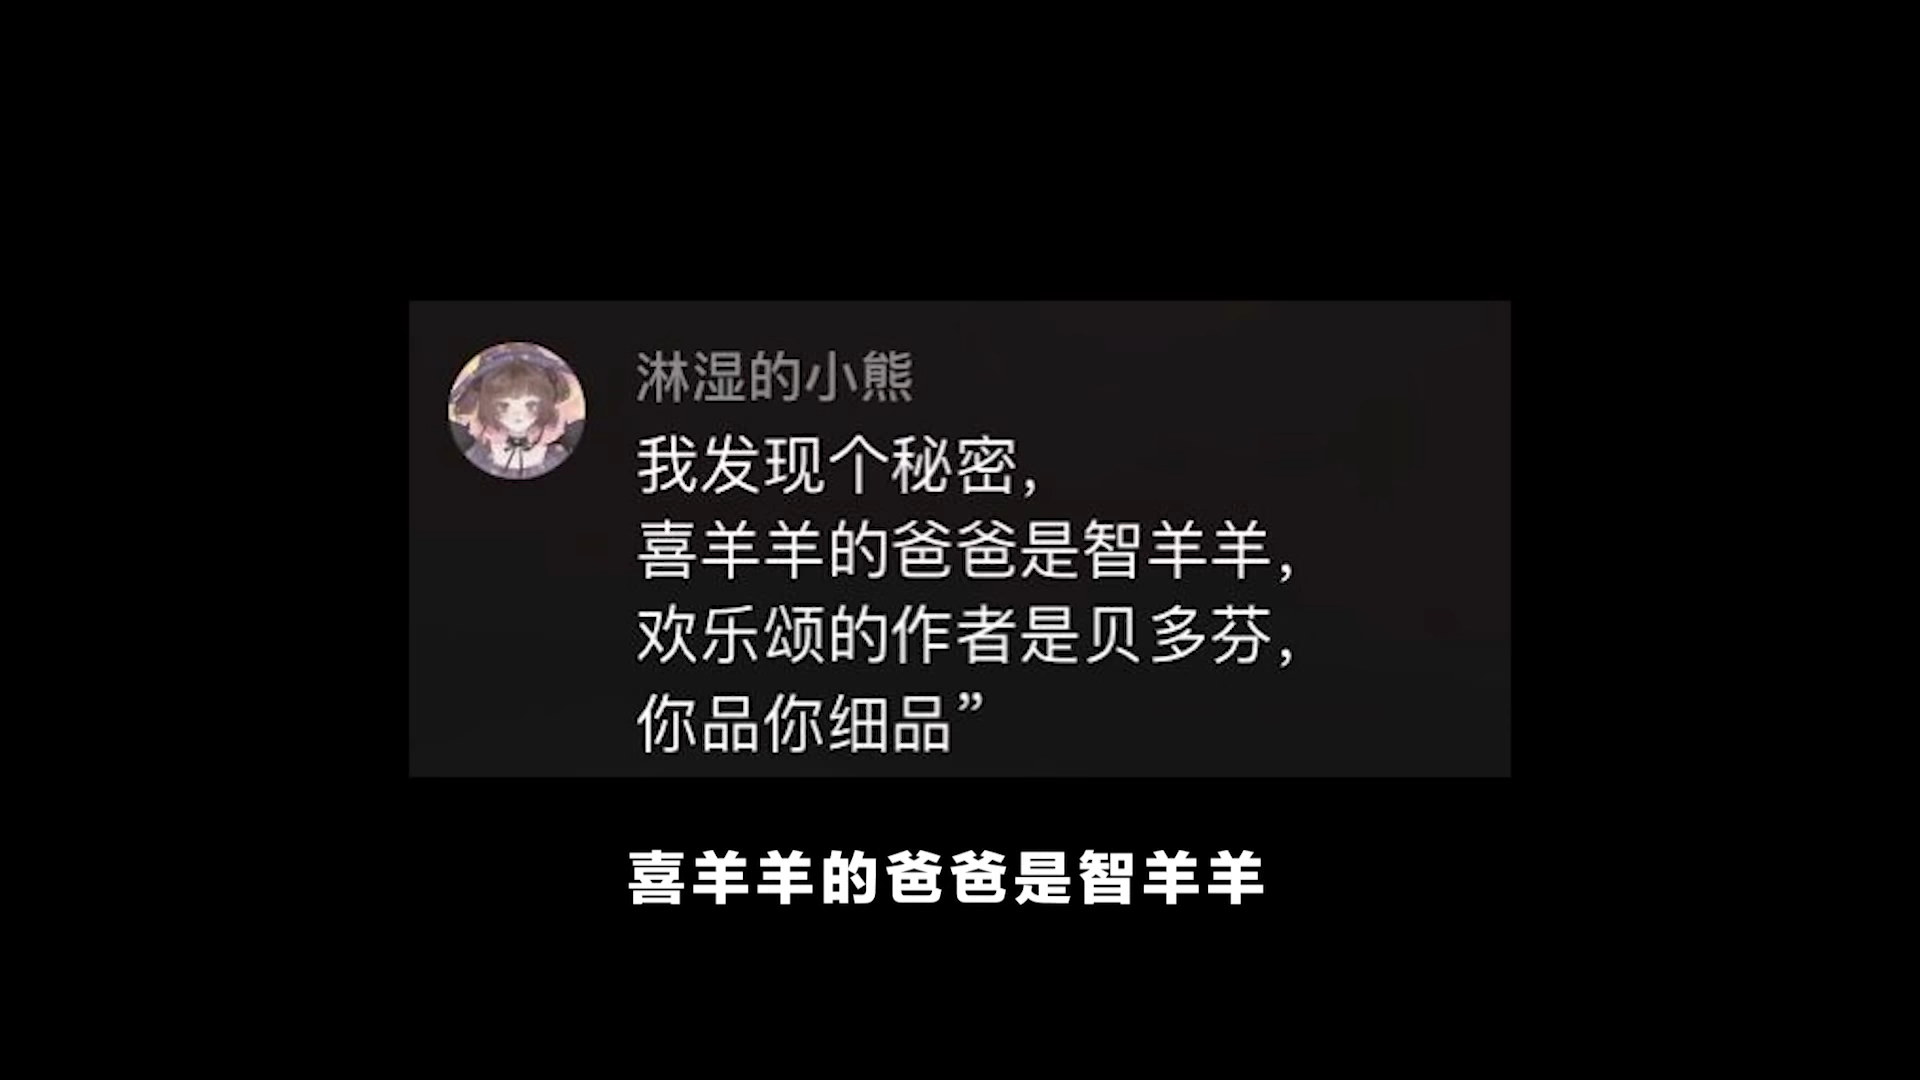 淋湿的小熊
我发现个秘密，
喜羊羊的爸爸是智羊羊，
欢乐颂的作者是贝多芬，
你品你细品”
喜羊羊的爸爸是智羊羊